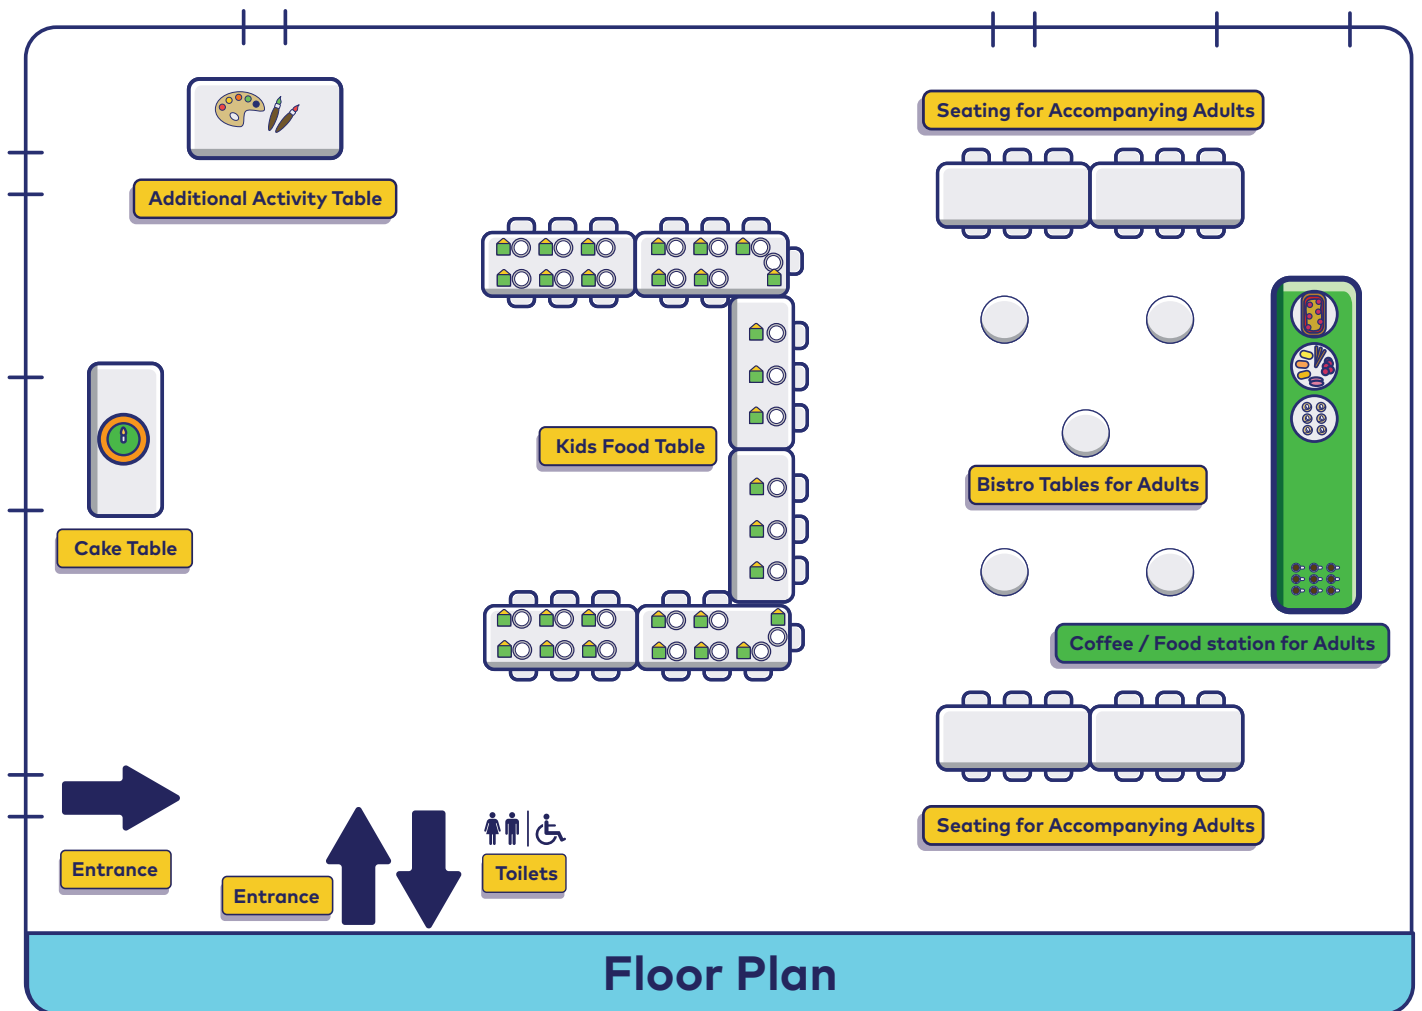 Seating for Accompanying Adults
Additional Activity Table
Kids Food Table
Bistro Tables for Adults
Cake Table
Coffee / Food station for Adults
Seating for Accompanying Adults
Entrance
Entrance
Toilets
Floor Plan